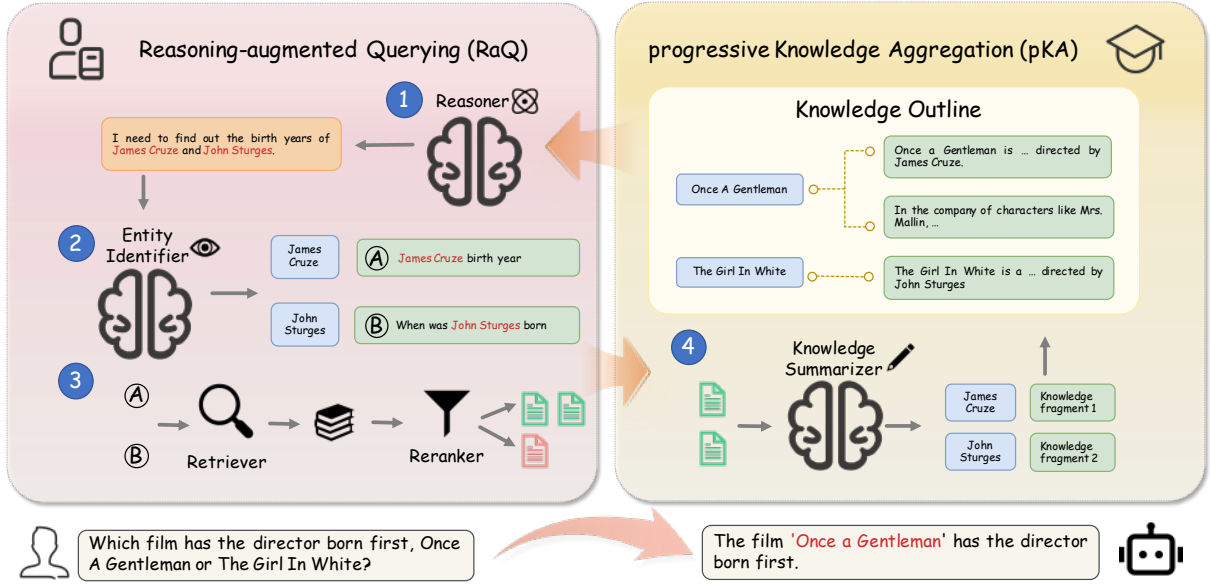 Reasoning-augmented Querying (RaQ)
1
Reasoner
I need to find out the birth years of
James Cruze and John Sturges.
2
Entity
Identifier
James
Cruze
A
James Cruze birth year
John
Sturges
B
When was John Sturges born
3
A
B
Retriever
Reranker
progressive Knowledge Aggregation (pKA)
Knowledge Outline
Once A Gentleman
Once a Gentleman is ... directed by
James Cruze.
In the company of characters like Mrs.
Mallin, ...
The Girl In White
The Girl In White is a ... directed by
John Sturges
4
Knowledge
Summarizer
James
Cruze
Knowledge
fragment 1
John
Sturges
Knowledge
fragment 2
Which film has the director born first, Once
A Gentleman or The Girl In White?
The film 'Once a Gentleman' has the director
born first.